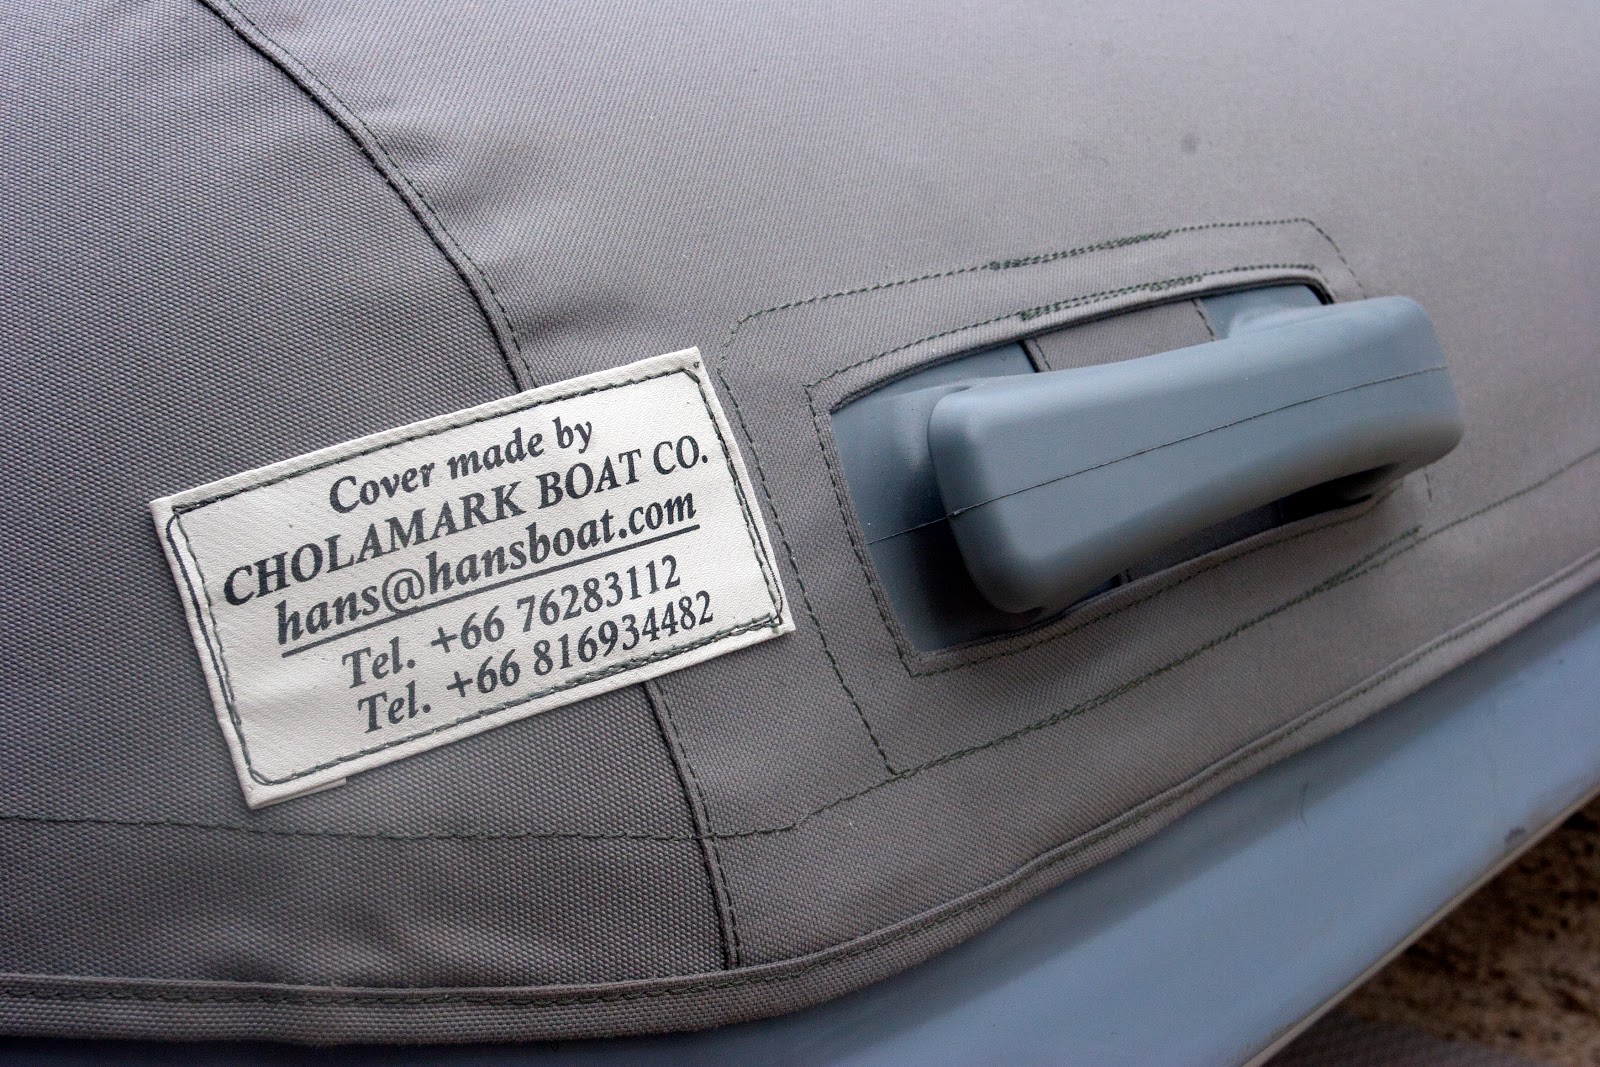 Cover made by
CHOLAMARK BOAT CO.
hans@hansboat.com
Tel. +66 76283112
Tel. +66 816934482